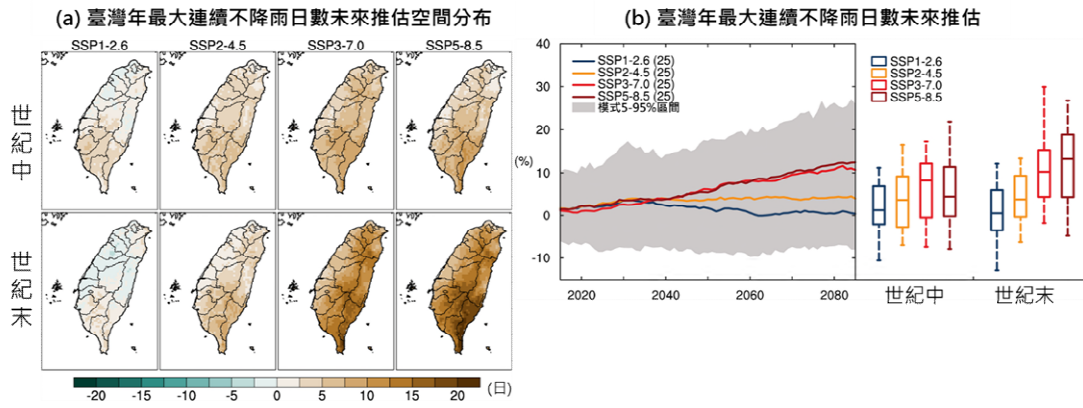 (a) 臺灣年最大連續不降雨日數未來推估空間分布
SSP1-2.6 SSP2-4.5 SSP3-7.0 SSP5-8.5
世紀中
世紀末
-20 -15 -10 -5 0 5 10 15 20 (日)
(b) 臺灣年最大連續不降雨日數未來推估
40
30
20
10
0
-10
(%)
SSP1-2.6 (25)
SSP2-4.5 (25)
SSP3-7.0 (25)
SSP5-8.5 (25)
模式5-95%區間
SSP1-2.6
SSP2-4.5
SSP3-7.0
SSP5-8.5
2020 2040 2060 2080
世紀中 世紀末